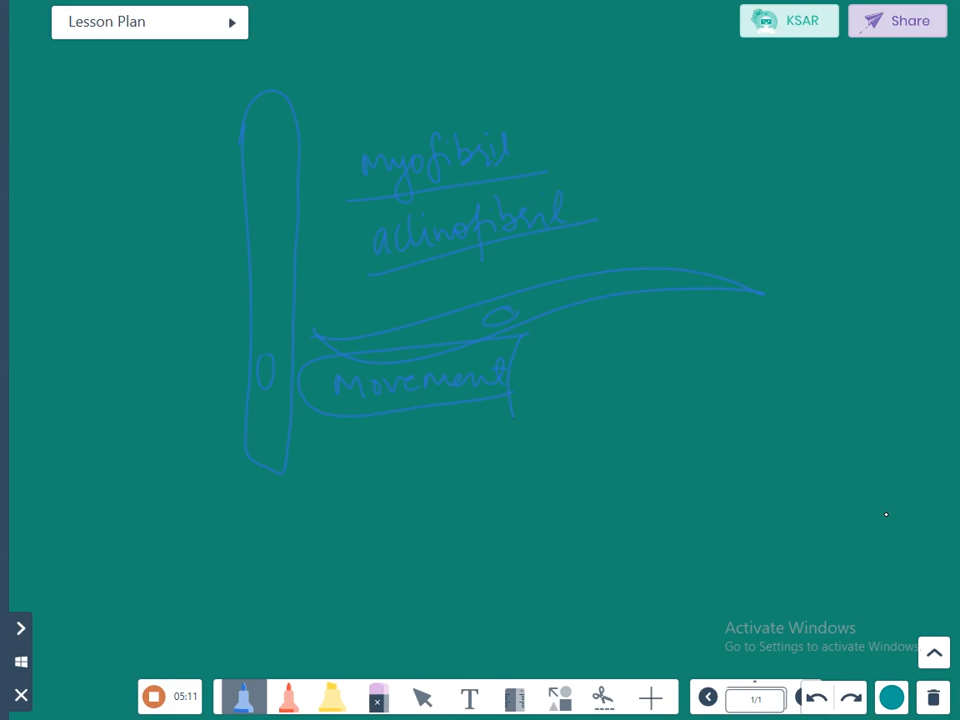 Lesson Plan
KSAR
Share
myofibril
actinofibril
Movement
Activate Windows
Go to Settings to activate Windows.
05:11
T
1/1